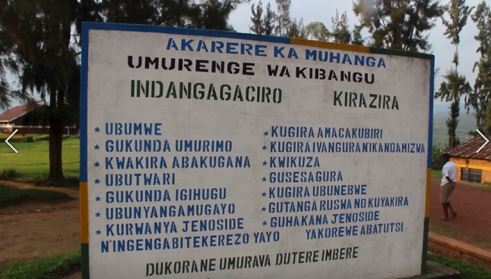 AKARERE KA MUHANGA
UMURENGE WA KIBANGU
INDANGAGACIRO KIRAZIRA
* UBUMWE
* GUKUNDA UMURIMO
* KWAKIRA ABAKUGANA
* UBUTWARI
* GUKUNDA IGIHUGU
* UBUNYANGAMUGAYO
* KURWANYA JENOSIDE
N'INGENGABITEKEREZO YAYO
* KUGIRA AMACAKUBIRI
* KUGIRA IVANGURA NIKANDAMIZWA
* KWIKUZA
* GUSESAGURA
* KUGIRA UBUNEBWE
* GUTANGA RUSWA NO KUYAKIRA
* GUHAKANA JENOSIDE
YAKOREWE ABATUTSI
DUKORANE UMURAVA DUTERE IMBERE